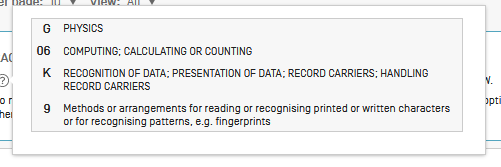 er page: 10 View: All
G PHYSICS
06 COMPUTING; CALCULATING OR COUNTING
K RECOGNITION OF DATA; PRESENTATION OF DATA; RECORD CARRIERS; HANDLING
RECORD CARRIERS
9 Methods or arrangements for reading or recognising printed or written characters
or for recognising patterns, e.g. fingerprints